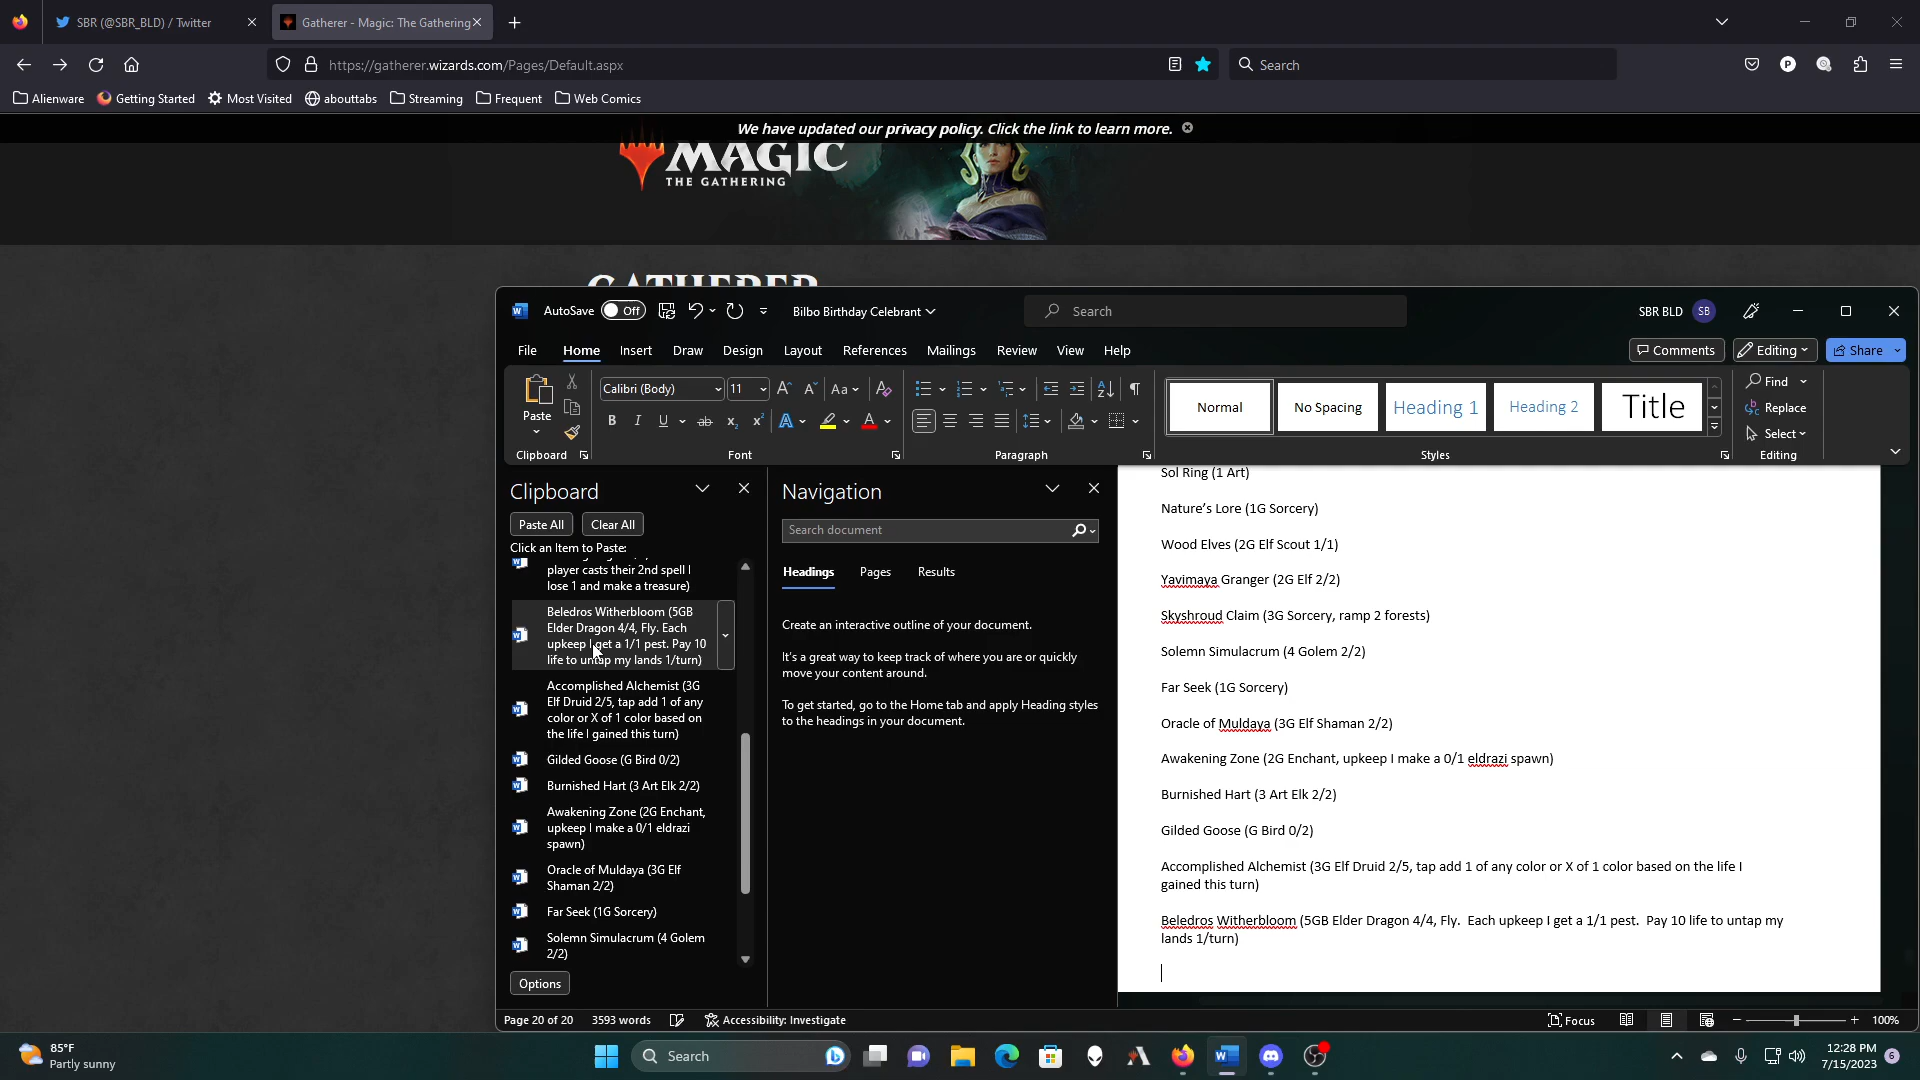 SBR (@SBR_BLD) / Twitter
Gatherer - Magic: The Gathering
https://gatherer.wizards.com/Pages/Default.aspx
Search
Alienware
Getting Started
Most Visited
abouttabs
Streaming
Frequent
Web Comics
We have updated our privacy policy. Click the link to learn more.
MAGIC
THE GATHERING
GATHERER
AutoSave
Off
Bilbo Birthday Celebrant
Search
SBR BLD
SB
File
Home
Insert
Draw
Design
Layout
References
Mailings
Review
View
Help
Comments
Editing
Share
Paste
Calibri (Body)
11
Normal
No Spacing
Heading 1
Heading 2
Title
Find
Replace
Select
Clipboard
Font
Paragraph
Styles
Editing
Clipboard
Paste All
Clear All
Click an Item to Paste:
player casts their 2nd spell I
lose 1 and make a treasure)
Beledros Witherbloom (5GB
Elder Dragon 4/4, Fly. Each
upkeep I get a 1/1 pest. Pay 10
life to untap my lands 1/turn)
Accomplished Alchemist (3G
Elf Druid 2/5, tap add 1 of any
color or X of 1 color based on
the life I gained this turn)
Gilded Goose (G Bird 0/2)
Burnished Hart (3 Art Elk 2/2)
Awakening Zone (2G Enchant,
upkeep I make a 0/1 eldrazi
spawn)
Oracle of Muldaya (3G Elf
Shaman 2/2)
Far Seek (1G Sorcery)
Solemn Simulacrum (4 Golem
2/2)
Options
Navigation
Search document
Headings
Pages
Results
Create an interactive outline of your document.
It's a great way to keep track of where you are or quickly
move your content around.
To get started, go to the Home tab and apply Heading styles
to the headings in your document.
Sol Ring (1 Art)
Nature's Lore (1G Sorcery)
Wood Elves (2G Elf Scout 1/1)
Yavimaya Granger (2G Elf 2/2)
Skyshroud Claim (3G Sorcery, ramp 2 forests)
Solemn Simulacrum (4 Golem 2/2)
Far Seek (1G Sorcery)
Oracle of Muldaya (3G Elf Shaman 2/2)
Awakening Zone (2G Enchant, upkeep I make a 0/1 eldrazi spawn)
Burnished Hart (3 Art Elk 2/2)
Gilded Goose (G Bird 0/2)
Accomplished Alchemist (3G Elf Druid 2/5, tap add 1 of any color or X of 1 color based on the life I
gained this turn)
Beledros Witherbloom (5GB Elder Dragon 4/4, Fly.  Each upkeep I get a 1/1 pest.  Pay 10 life to untap my
lands 1/turn)
Page 20 of 20
3593 words
Accessibility: Investigate
Focus
100%
85°F
Partly sunny
Search
12:28 PM
7/15/2023
6